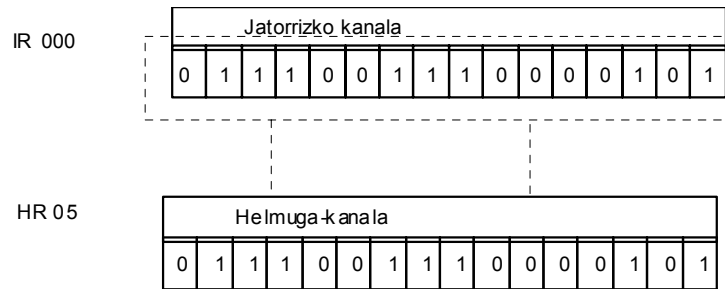 Jatorrizko kanala
IR 000
0 1 1 1 0 0 1 1 1 0 0 0 0 1 0 1
HR 05
Helmuga-kanala
0 1 1 1 0 0 1 1 1 0 0 0 0 1 0 1